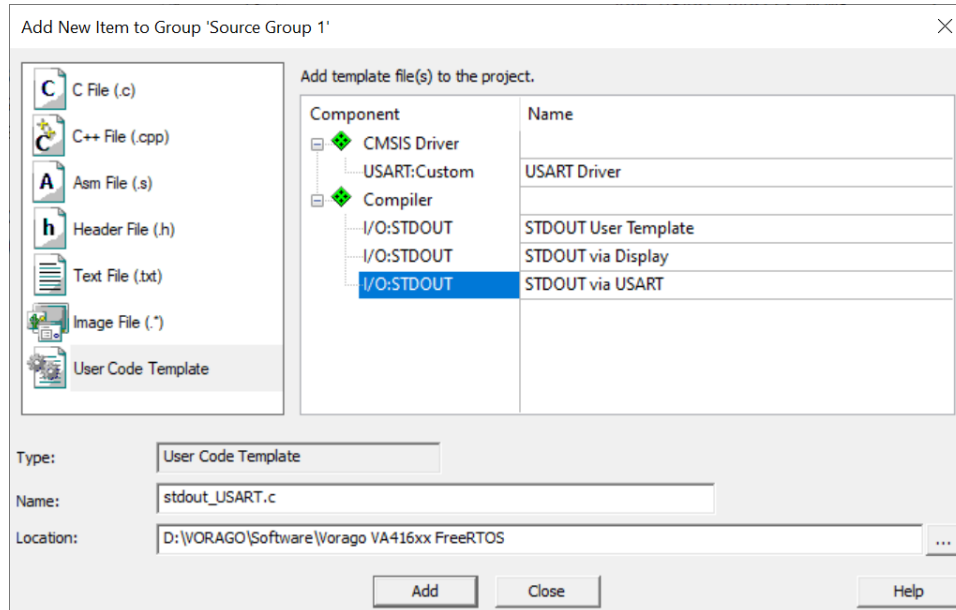 Add New Item to Group 'Source Group 1'
C File (.c)
C++ File (.cpp)
Asm File (.s)
Header File (.h)
Text File (.txt)
Image File (.*)
User Code Template
Add template file(s) to the project.
Component Name
CMSIS Driver
USART:Custom USART Driver
Compiler
I/O:STDOUT STDOUT User Template
I/O:STDOUT STDOUT via Display
I/O:STDOUT STDOUT via USART
Type: User Code Template
Name: stdout_USART.c
Location: D:\VORAGO\Software\Vorago VA416xx FreeRTOS ...
Add Close Help